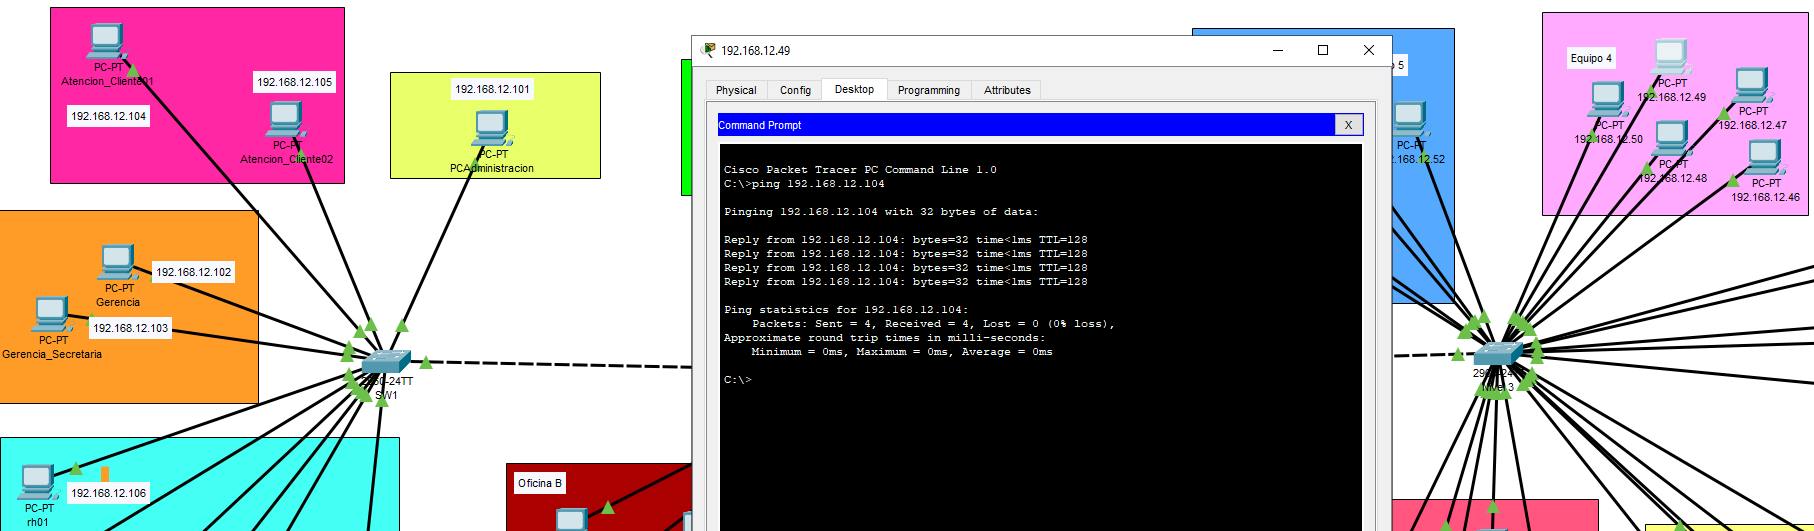 PC-PT
Atencion_Cliente01
192.168.12.104
192.168.12.105
PC-PT
Atencion_Cliente02
192.168.12.101
PC-PT
PCAdministracion
192.168.12.102
PC-PT
Gerencia
192.168.12.103
PC-PT
Gerencia_Secretaria
2960-24TT
SW1
192.168.12.106
PC-PT
rh01
Oficina B
192.168.12.49
Physical
Config
Desktop
Programming
Attributes
Command Prompt
X
Cisco Packet Tracer PC Command Line 1.0
C:\>ping 192.168.12.104
Pinging 192.168.12.104 with 32 bytes of data:
Reply from 192.168.12.104: bytes=32 time<1ms TTL=128
Reply from 192.168.12.104: bytes=32 time<1ms TTL=128
Reply from 192.168.12.104: bytes=32 time<1ms TTL=128
Reply from 192.168.12.104: bytes=32 time<1ms TTL=128
Ping statistics for 192.168.12.104:
Packets: Sent = 4, Received = 4, Lost = 0 (0% loss),
Approximate round trip times in milli-seconds:
Minimum = 0ms, Maximum = 0ms, Average = 0ms
C:\>
5
PC-PT
.168.12.52
Equipo 4
PC-PT
192.168.12.49
PC-PT
192.168.12.50
PC-PT
192.168.12.47
PC-PT
192.168.12.48
PC-PT
192.168.12.46
Nivel 3